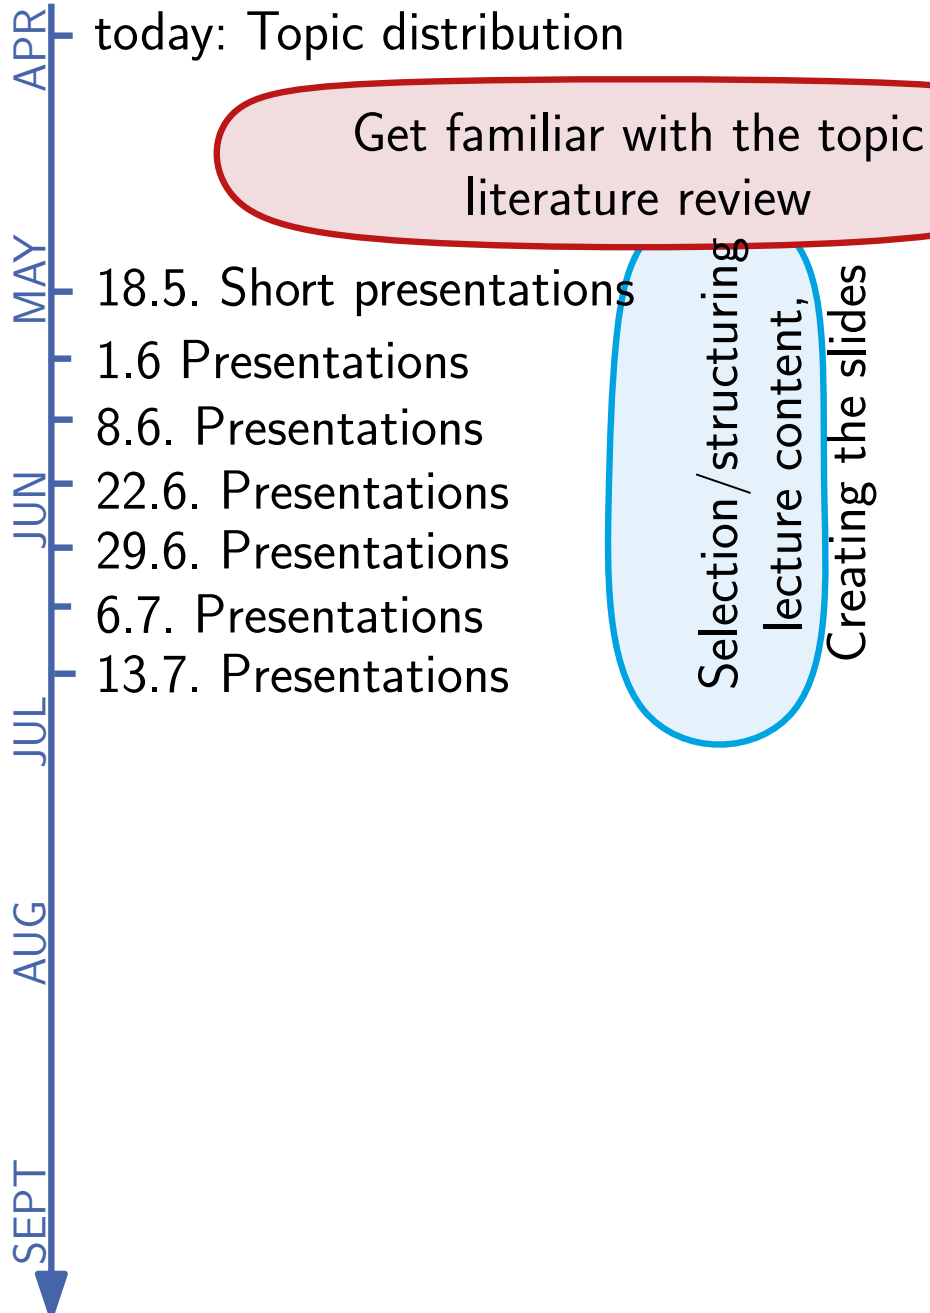 APR
today: Topic distribution
Get familiar with the topic
literature review
MAY
18.5. Short presentations
1.6 Presentations
8.6. Presentations
JUN
22.6. Presentations
29.6. Presentations
6.7. Presentations
13.7. Presentations
Selection/structuring
lecture content,
Creating the slides
JUL
AUG
SEPT